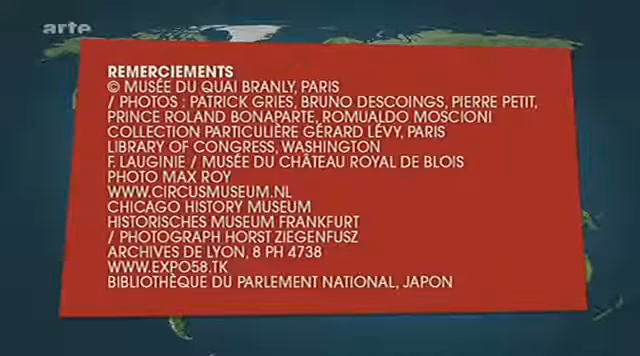 arte
REMERCIEMENTS
© MUSÉE DU QUAI BRANLY, PARIS
/ PHOTOS : PATRICK GRIES, BRUNO DESCOINGS, PIERRE PETIT,
PRINCE ROLAND BONAPARTE, ROMUALDO MOSCIONI
COLLECTION PARTICULIÈRE GÉRARD LÉVY, PARIS
LIBRARY OF CONGRESS, WASHINGTON
F. LAUGINIE / MUSÉE DU CHÂTEAU ROYAL DE BLOIS
PHOTO MAX ROY
WWW.CIRCUSMUSEUM.NL
CHICAGO HISTORY MUSEUM
HISTORISCHES MUSEUM FRANKFURT
/ PHOTOGRAPH HORST ZIEGENFUSZ
ARCHIVES DE LYON, 8 PH 4738
WWW.EXPO58.TK
BIBLIOTHÈQUE DU PARLEMENT NATIONAL, JAPON